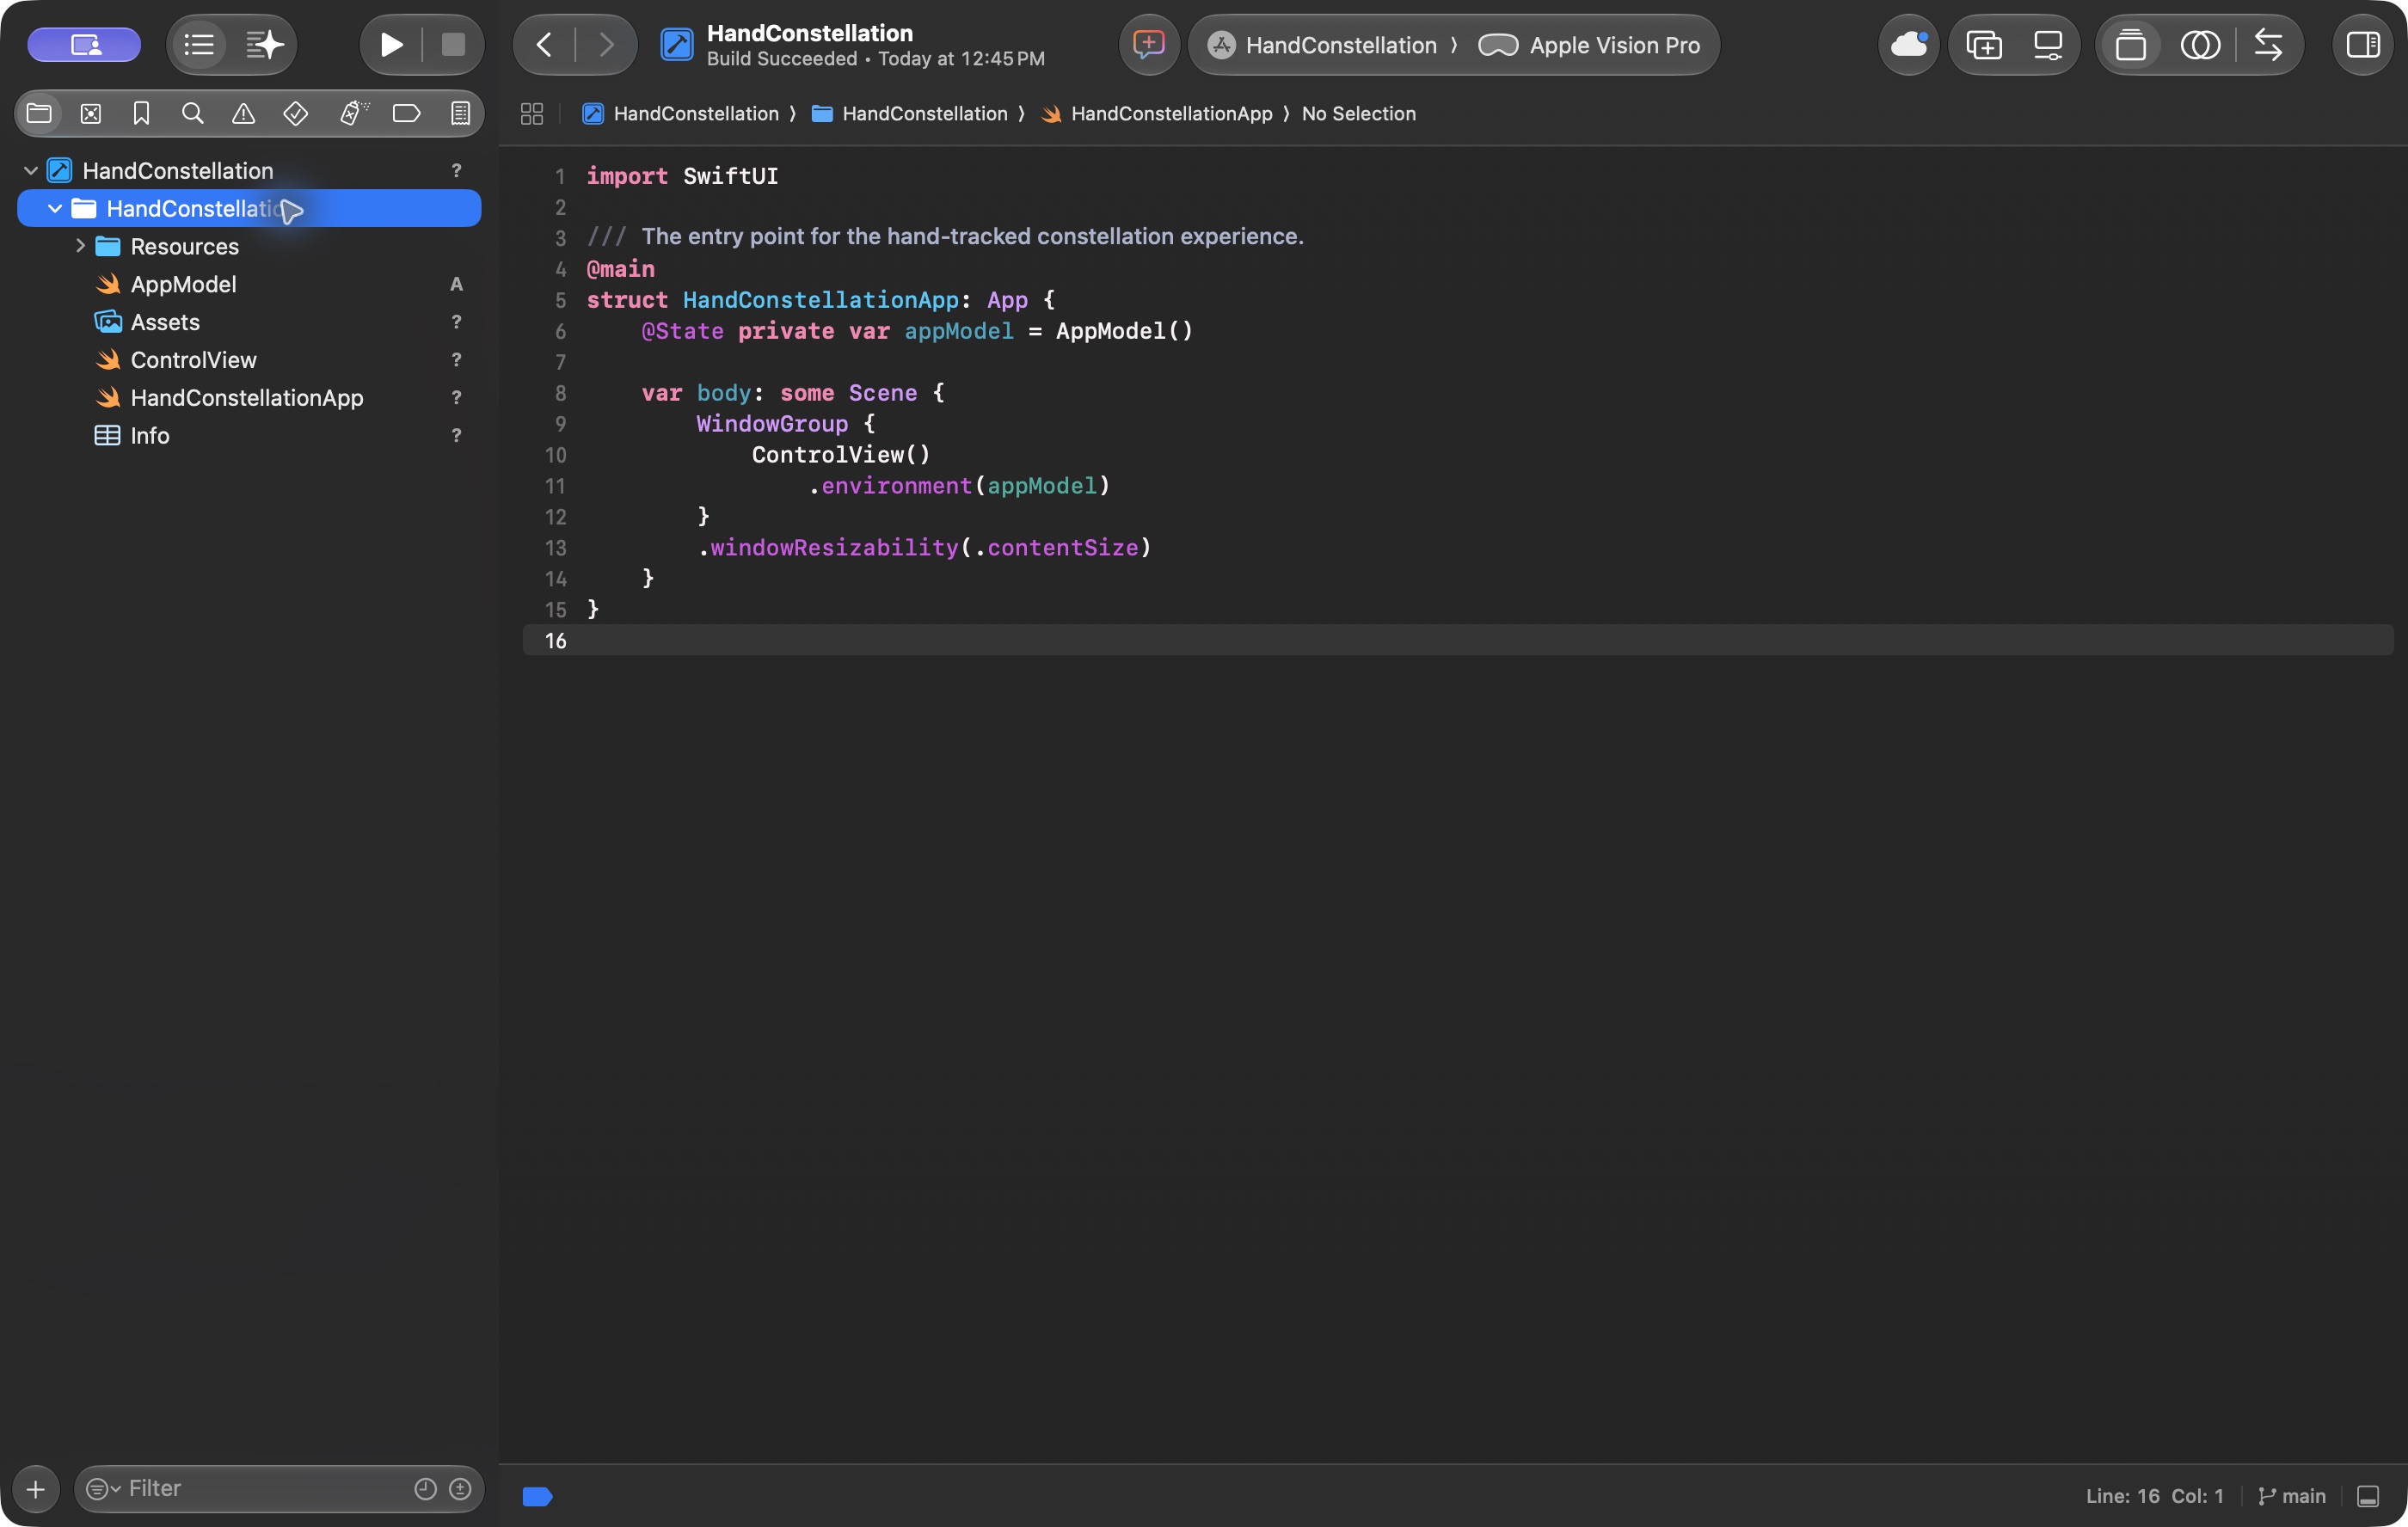 HandConstellation
Build Succeeded • Today at 12:45 PM
HandConstellation ⟩ Apple Vision Pro
HandConstellation ⟩ HandConstellation ⟩ HandConstellationApp ⟩ No Selection
HandConstellation ?
HandConstellatio
Resources
AppModel A
Assets ?
ControlView ?
HandConstellationApp ?
Info ?
1 import SwiftUI
2
3 /// The entry point for the hand-tracked constellation experience.
4 @main
5 struct HandConstellationApp: App {
6     @State private var appModel = AppModel()
7
8     var body: some Scene {
9         WindowGroup {
10             ControlView()
11                 .environment(appModel)
12         }
13         .windowResizability(.contentSize)
14     }
15 }
16
Filter
Line: 16 Col: 1
main